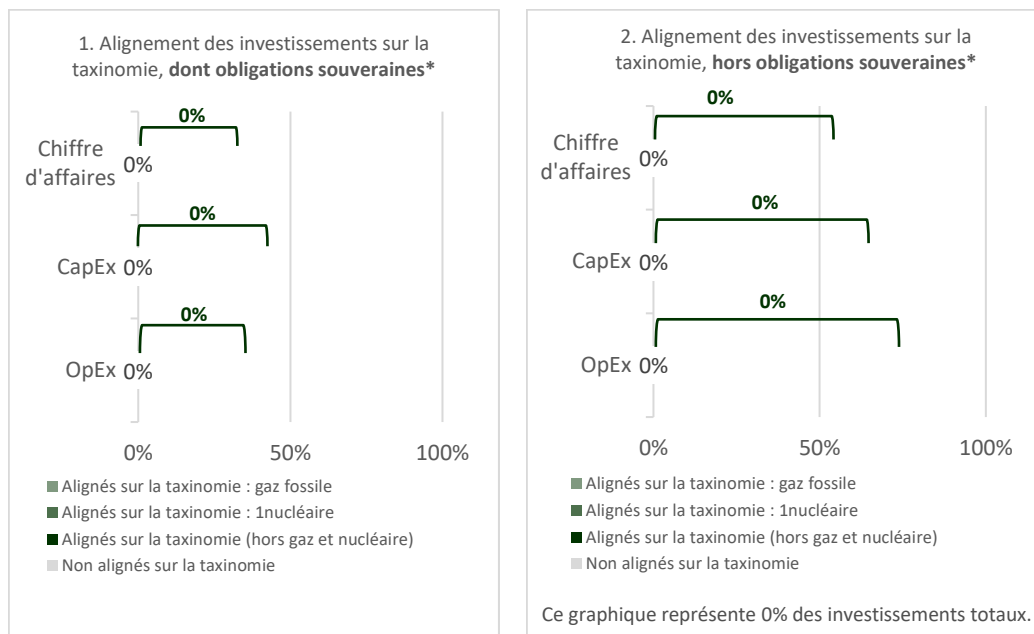 1. Alignement des investissements sur la
taxinomie, dont obligations souveraines*
0%
Chiffre
d'affaires
0%
0%
CapEx 0%
0%
OpEx 0%
0% 50% 100%
Alignés sur la taxinomie : gaz fossile
Alignés sur la taxinomie : 1nucléaire
Alignés sur la taxinomie (hors gaz et nucléaire)
Non alignés sur la taxinomie
2. Alignement des investissements sur la
taxinomie, hors obligations souveraines*
0%
Chiffre
d'affaires
0%
0%
CapEx 0%
0%
OpEx 0%
0% 50% 100%
Alignés sur la taxinomie : gaz fossile
Alignés sur la taxinomie : 1nucléaire
Alignés sur la taxinomie (hors gaz et nucléaire)
Non alignés sur la taxinomie
Ce graphique représente 0% des investissements totaux.